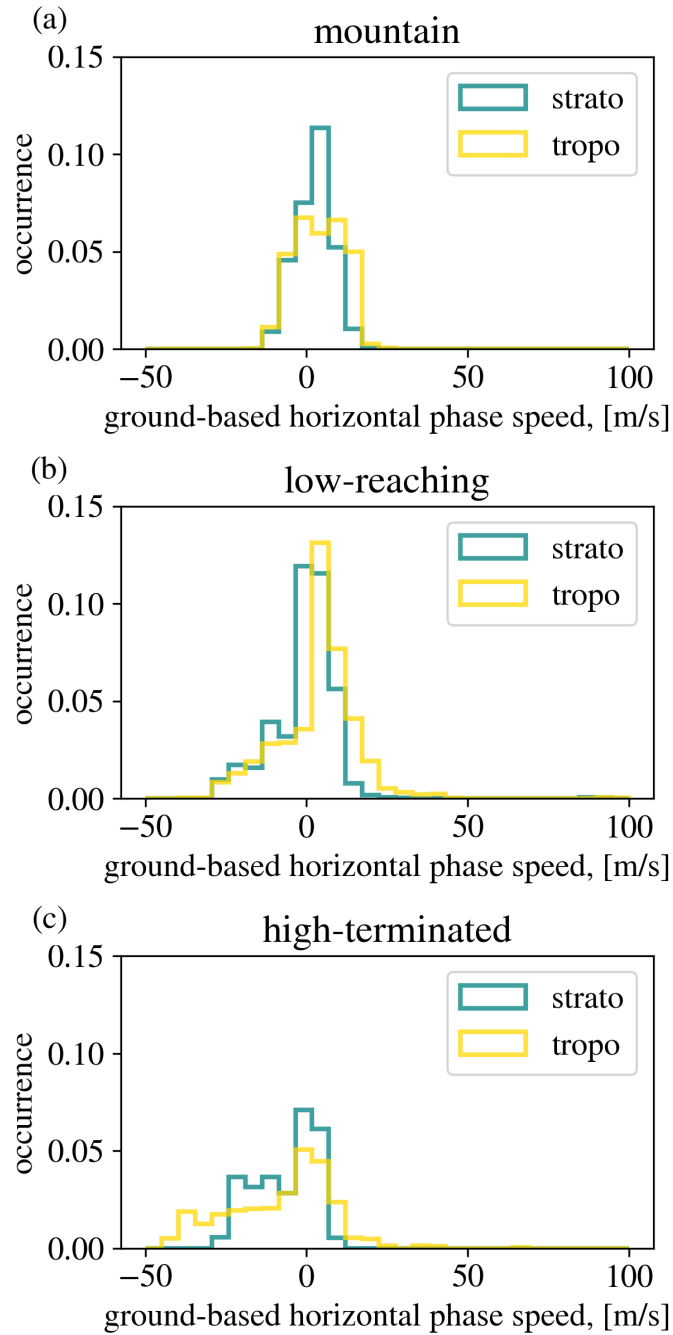 (a)
mountain
0.15
0.10
0.05
0.00
occurrence
strato
tropo
−50 0 50 100
ground-based horizontal phase speed, [m/s]
(b)
low-reaching
0.15
0.10
0.05
0.00
occurrence
strato
tropo
−50 0 50 100
ground-based horizontal phase speed, [m/s]
(c)
high-terminated
0.15
0.10
0.05
0.00
occurrence
strato
tropo
−50 0 50 100
ground-based horizontal phase speed, [m/s]